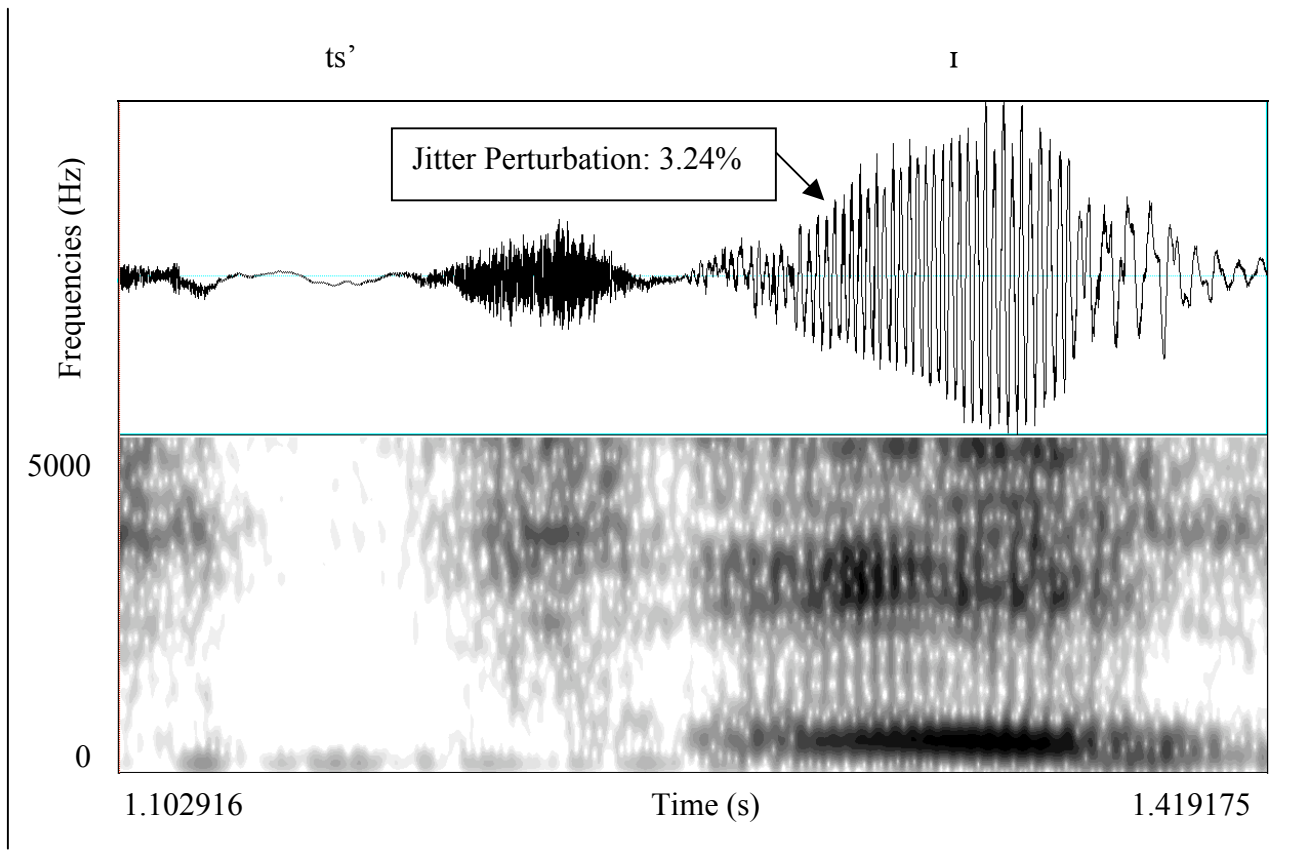 ts’ ɪ
Jitter Perturbation: 3.24%
Frequencies (Hz)
5000
0
1.102916 Time (s) 1.419175